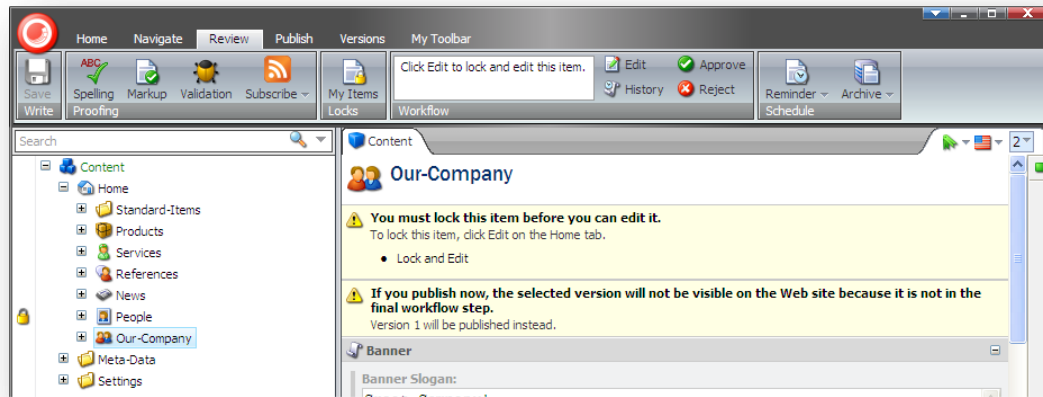 Home Navigate Review Publish Versions My Toolbar
ABC
Click Edit to lock and edit this item.
Edit Approve
History Reject
Save Spelling Markup Validation Subscribe My Items Reminder Archive
Write Proofing Locks Workflow Schedule
Search
Content
Home
Standard-Items
Products
Services
References
News
People
Our-Company
Meta-Data
Settings
Content
2
Our-Company
You must lock this item before you can edit it.
To lock this item, click Edit on the Home tab.
Lock and Edit
If you publish now, the selected version will not be visible on the Web site because it is not in the
final workflow step.
Version 1 will be published instead.
Banner
Banner Slogan: